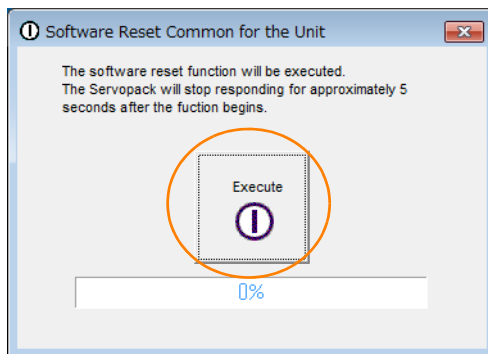 Software Reset Common for the Unit
The software reset function will be executed.
The Servopack will stop responding for approximately 5
seconds after the fuction begins.
Execute
0%